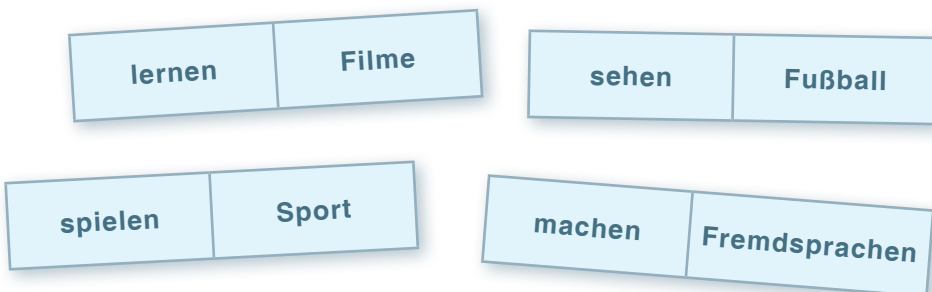 lernen Filme
sehen Fußball
spielen Sport
machen Fremdsprachen